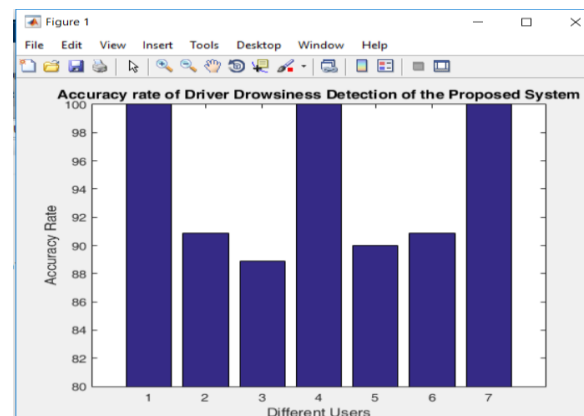 Figure 1
File Edit View Insert Tools Desktop Window Help
Accuracy rate of Driver Drowsiness Detection of the Proposed System
100
98
96
94
92
90
88
86
84
82
80
Accuracy Rate
1 2 3 4 5 6 7
Different Users